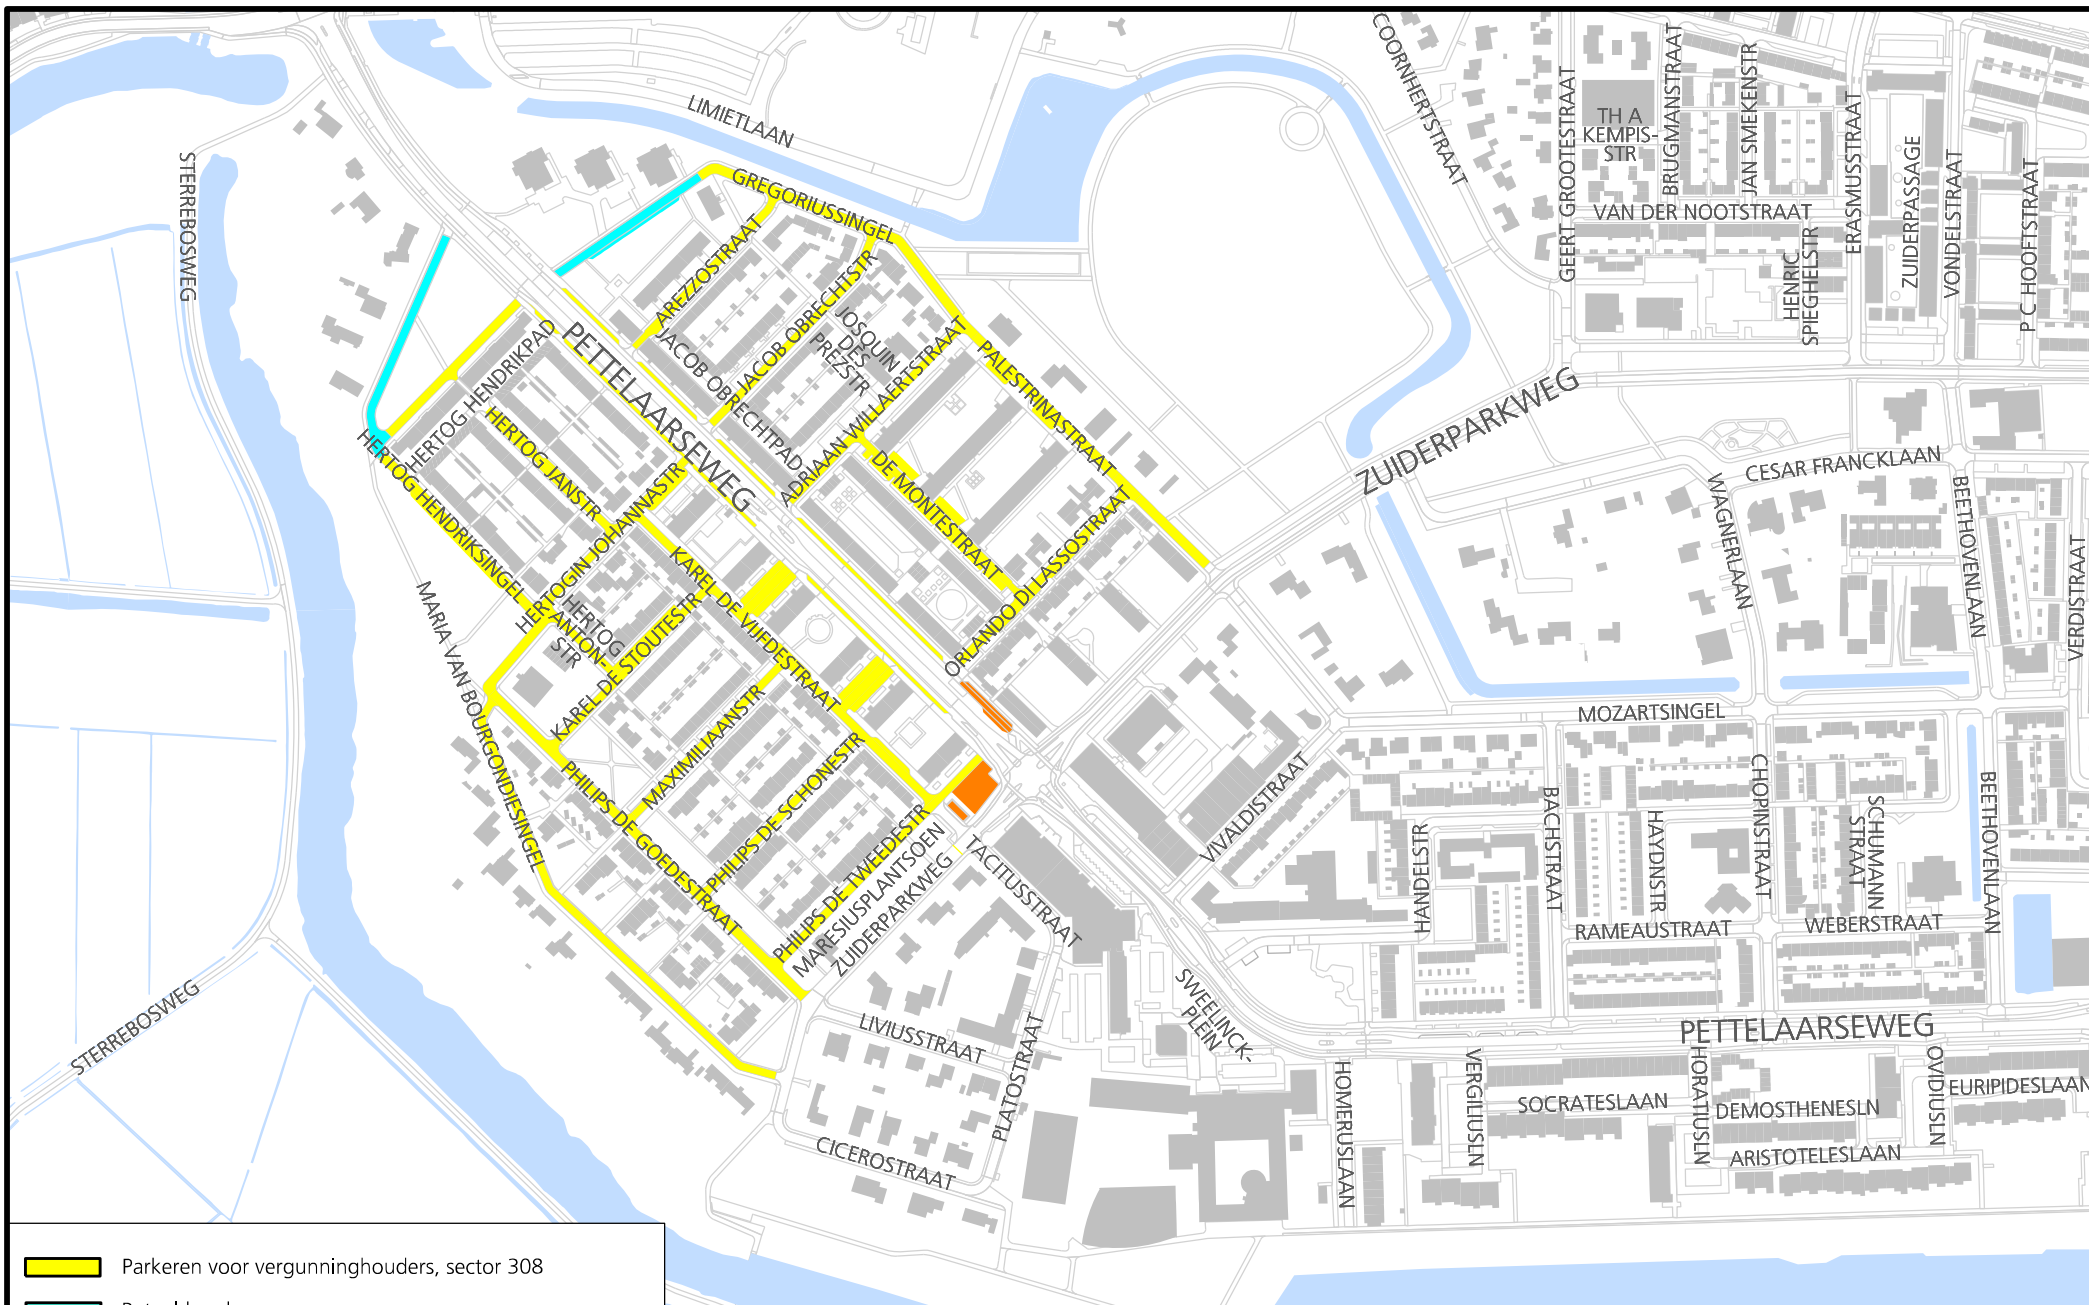 COORNHERTSTRAAT
LIMIETLAAN
GEERT GROOTESTRAAT
TH A
KEMPIS-
STR
BRUGMANSTRAAT
JAN SMEKENSTR
ERASMUSSTRAAT
ZUIDERPASSAGE
VONDELSTRAAT
P C HOOFTSTRAAT
VAN DER NOOTSTRAAT
HENRIC
SPIEGHELSTR
STERREBOSWEG
GREGORIUSSINGEL
AREZZOSTRAAT
JACOB OBRECHTSTR
JOSQUIN
DES
PREZSTR
JACOB OBRECHTPAD
ADRIAAN WILLAERTSTRAAT
PALESTRINASTRAAT
PETTELAARSEWEG
HERTOG HENDRIKPAD
HERTOG HENDRIKSINGEL
HERTOG JANSTR
HERTOGIN JOHANNASTR
DE MONTESTRAAT
ORLANDO DI LASSOSTRAAT
ZUIDERPARKWEG
CESAR FRANCKLAAN
WAGNERLAAN
BEETHOVENLAAN
VERDISTRAAT
HERTOG
ANTON-
STR
KAREL DE STOUTESTR
KAREL DE VIJFDESTRAAT
MARIA VAN BOURGONDIESINGEL
MAXIMILIAANSTR
PHILIPS DE SCHONESTR
PHILIPS DE GOEDESTRAAT
PHILIPS DE TWEEDESTR
MARESIUSPLANTSOEN
ZUIDERPARKWEG
TACITUSSTRAAT
VIVALDISTRAAT
MOZARTSINGEL
HANDELSTR
BACHSTRAAT
HAYDNSTR
CHOPINSTRAAT
SCHUMANN
STRAAT
BEETHOVENLAAN
RAMEAUSTRAAT
WEBERSTRAAT
SWEELINCK-
PLEIN
PETTELAARSEWEG
STERREBOSWEG
LIVIUSSTRAAT
PLATOSTRAAT
CICEROSTRAAT
HOMERUSLAAN
VERGILIUSLN
SOCRATESLAAN
HORATIUSLN
DEMOSTHENESLN
ARISTOTELESLAAN
OVIDIUSLN
EURIPIDESLAAN
Parkeren voor vergunninghouders, sector 308